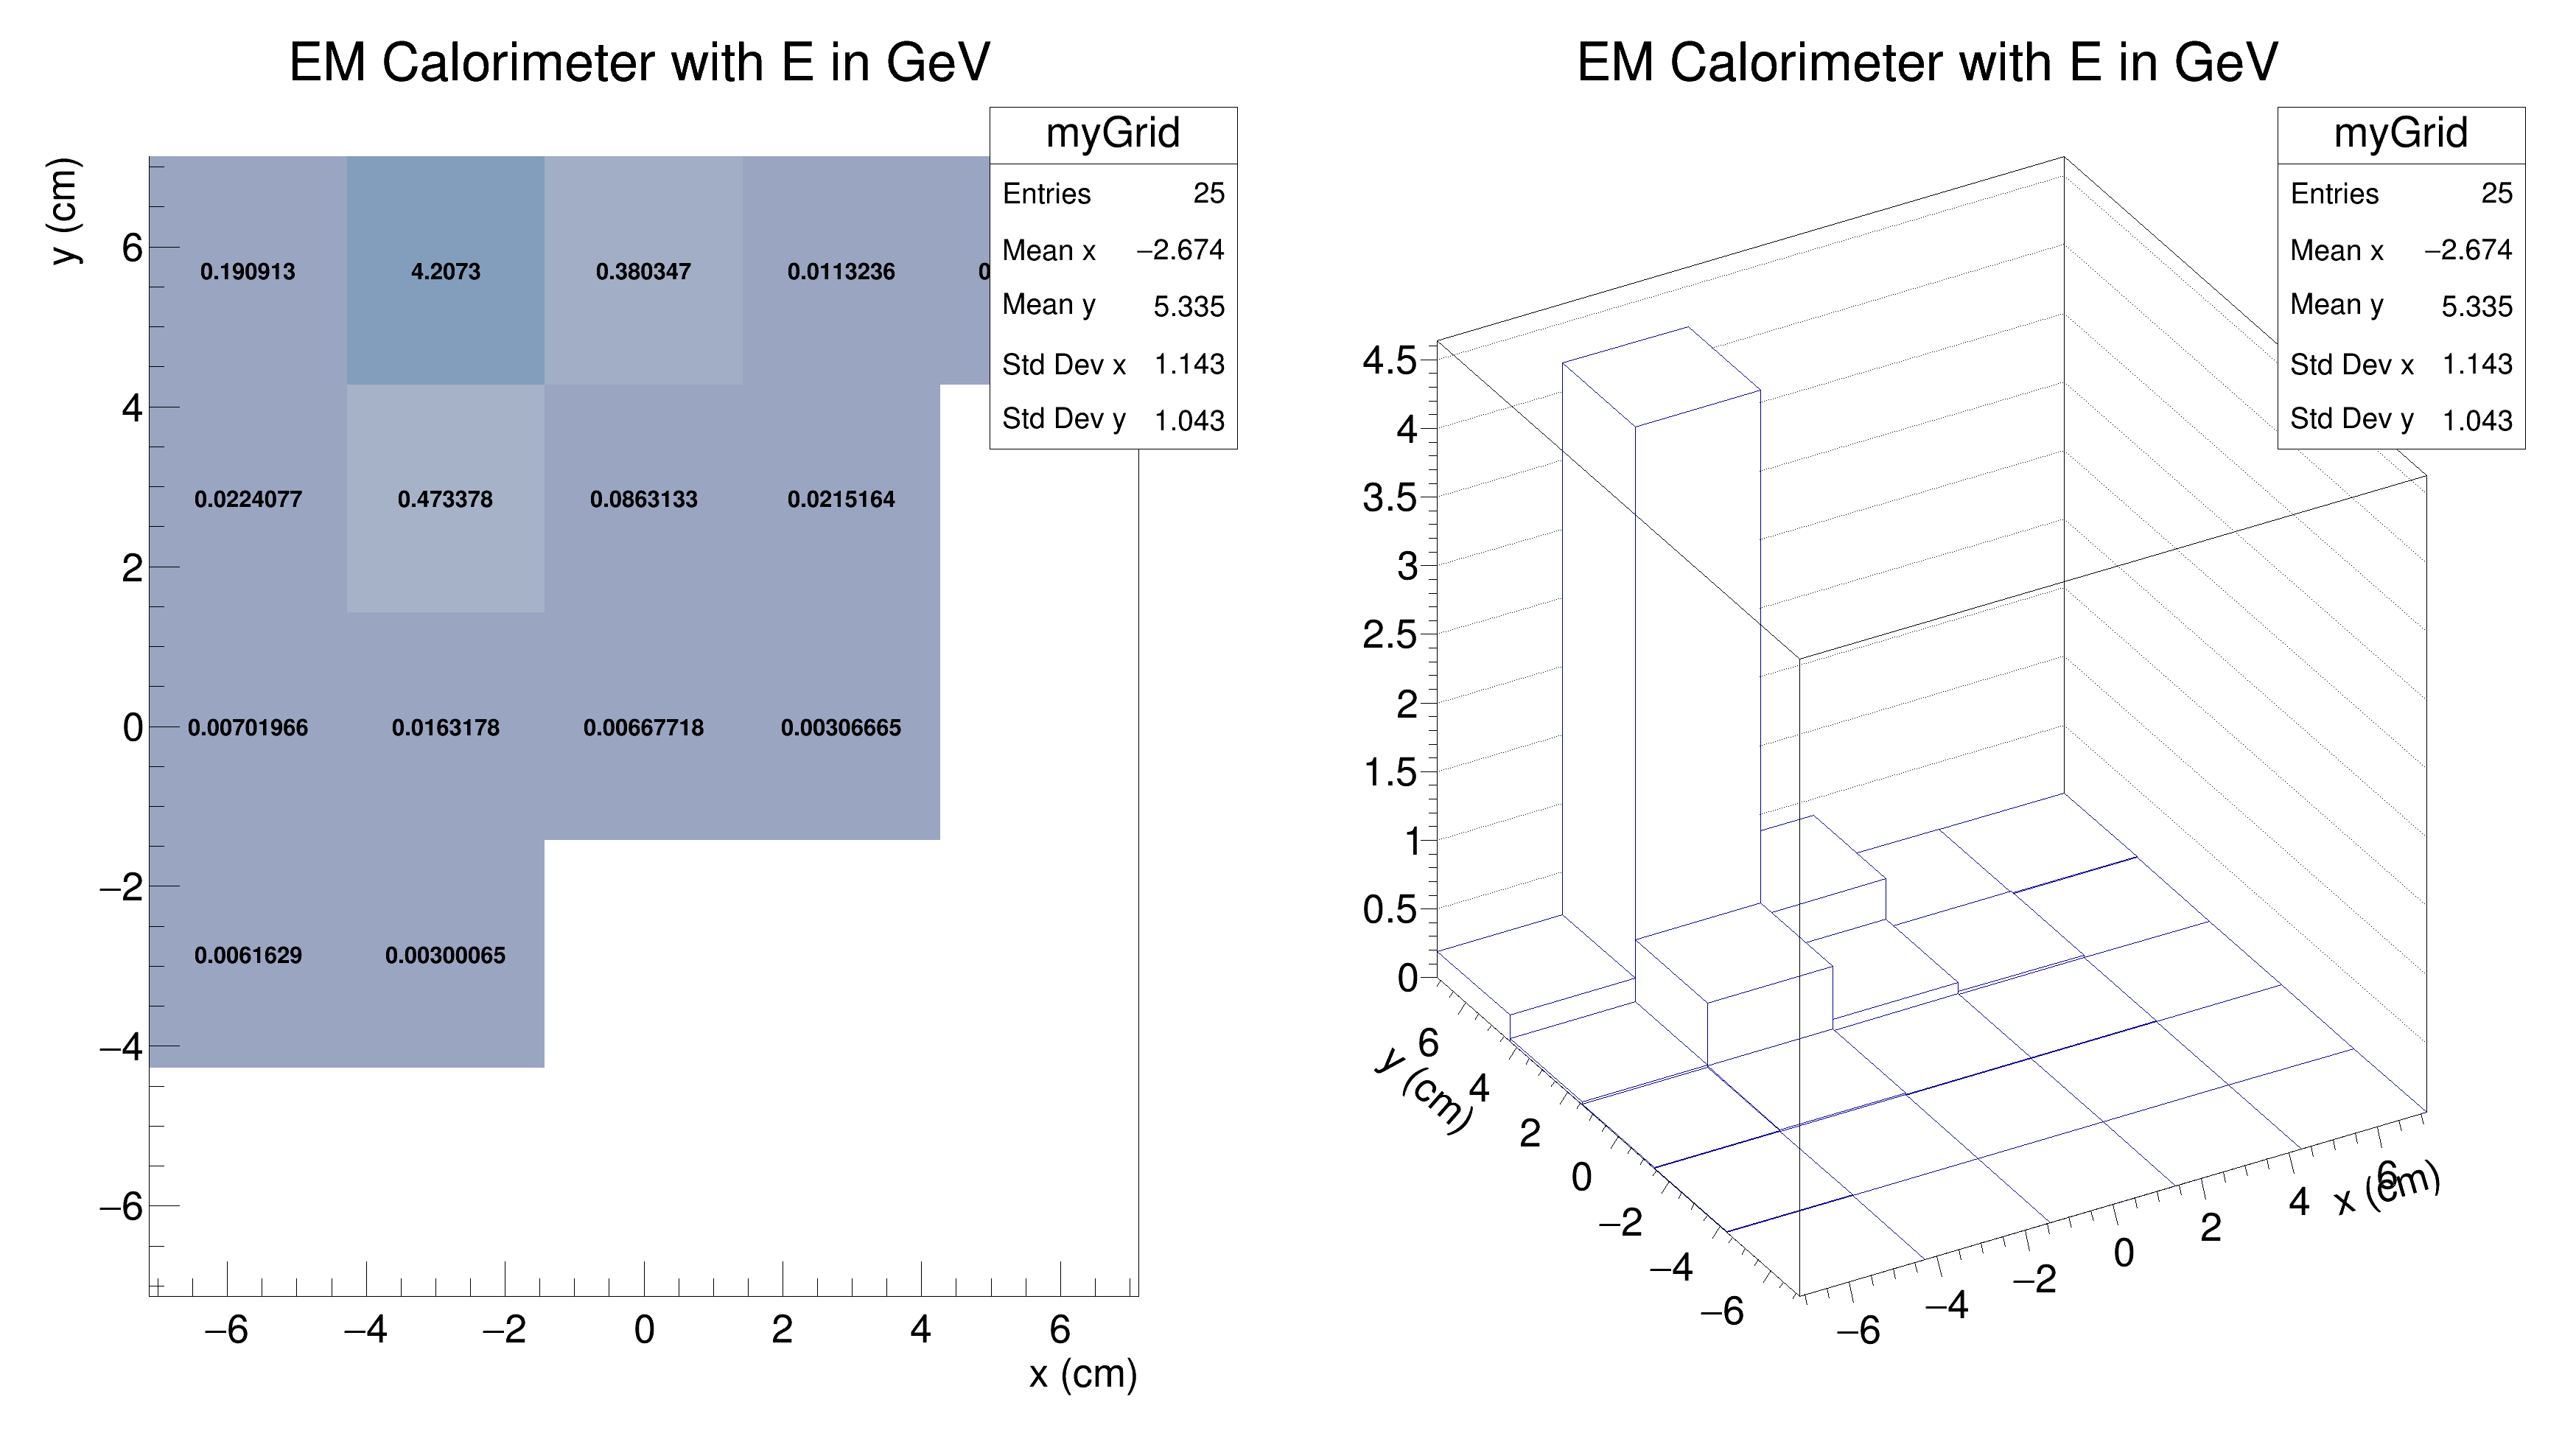 EM Calorimeter with E in GeV
myGrid
Entries 25
Mean x −2.674
Mean y 5.335
Std Dev x 1.143
Std Dev y 1.043
y (cm)
6
4
2
0
−2
−4
−6
0.190913 4.2073 0.380347 0.0113236 0
0.0224077 0.473378 0.0863133 0.0215164
0.00701966 0.0163178 0.00667718 0.00306665
0.0061629 0.00300065
−6 −4 −2 0 2 4 6
x (cm)
EM Calorimeter with E in GeV
myGrid
Entries 25
Mean x −2.674
Mean y 5.335
Std Dev x 1.143
Std Dev y 1.043
4.5
4
3.5
3
2.5
2
1.5
1
0.5
0
y (cm)
6
4
2
0
−2
−4
−6
−6 −4 −2 0 2 4 6
x (cm)